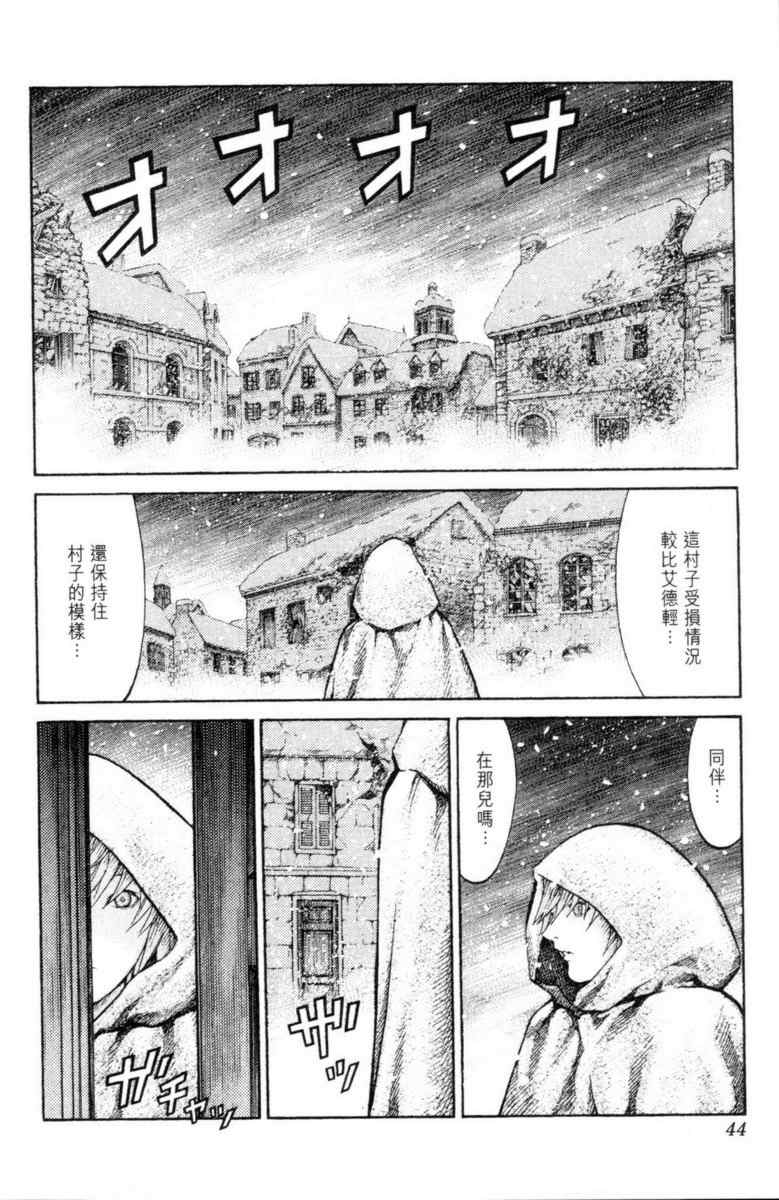 オオオオ
這村子受損情況
較比艾德輕…
還保持住
村子的模樣…
同伴…
在那兒嗎…
ザッ
ガチャッ
44